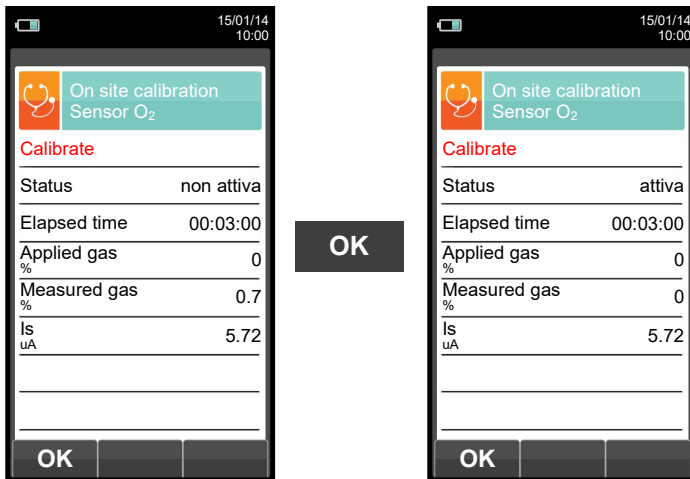 15/01/14
10:00
On site calibration
Sensor O₂
Calibrate
Status non attiva
Elapsed time 00:03:00
Applied gas
% 0
Measured gas
% 0.7
Is
uA 5.72
OK
OK
15/01/14
10:00
On site calibration
Sensor O₂
Calibrate
Status attiva
Elapsed time 00:03:00
Applied gas
% 0
Measured gas
% 0
Is
uA 5.72
OK